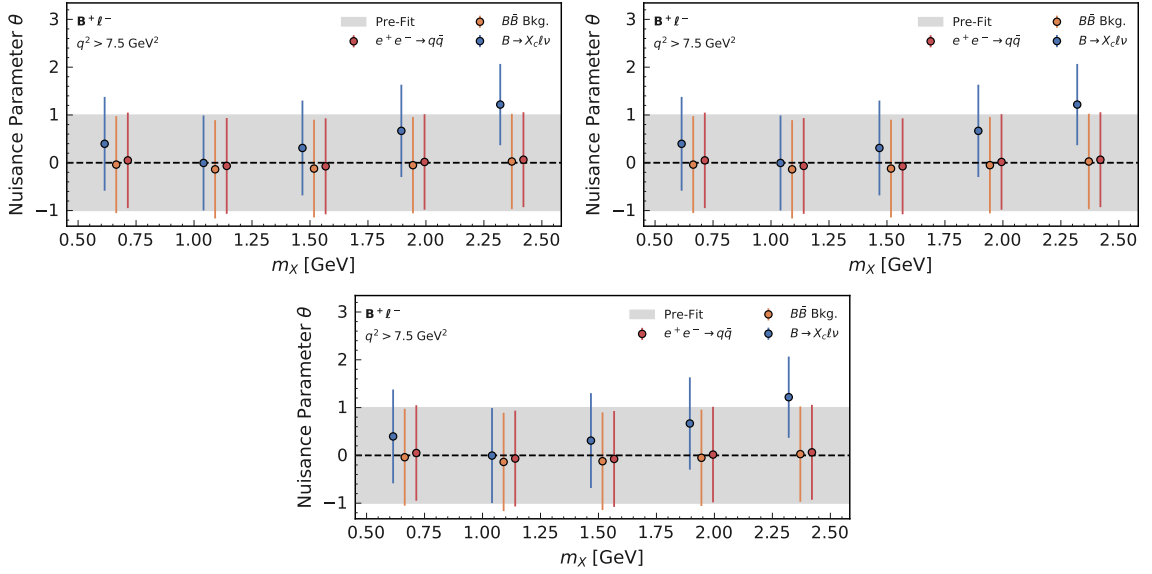 B⁺ℓ⁻
q² > 7.5 GeV²
Pre-Fit
e⁺e⁻→qq̄
BB̄ Bkg.
B→X_cℓν
Nuisance Parameter θ
3
2
1
0
−1
0.50 0.75 1.00 1.25 1.50 1.75 2.00 2.25 2.50
m_X [GeV]
B⁺ℓ⁻
q² > 7.5 GeV²
Pre-Fit
e⁺e⁻→qq̄
BB̄ Bkg.
B→X_cℓν
Nuisance Parameter θ
3
2
1
0
−1
0.50 0.75 1.00 1.25 1.50 1.75 2.00 2.25 2.50
m_X [GeV]
B⁺ℓ⁻
q² > 7.5 GeV²
Pre-Fit
e⁺e⁻→qq̄
BB̄ Bkg.
B→X_cℓν
Nuisance Parameter θ
3
2
1
0
−1
0.50 0.75 1.00 1.25 1.50 1.75 2.00 2.25 2.50
m_X [GeV]